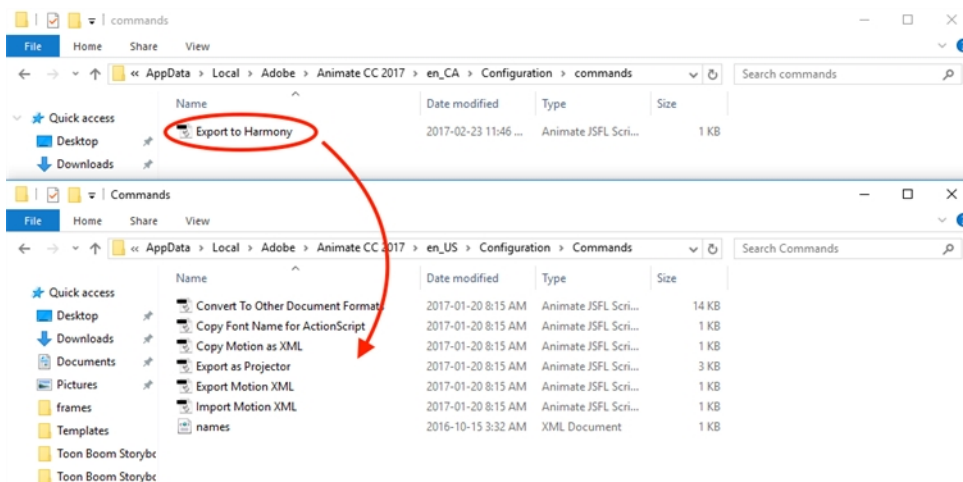 commands
File Home Share View
« AppData > Local > Adobe > Animate CC 2017 > en_CA > Configuration > commands Search commands
Name Date modified Type Size
Quick access
Export to Harmony 2017-02-23 11:46 ... Animate JSFL Scri... 1 KB
Desktop
Downloads
Commands
File Home Share View
« AppData > Local > Adobe > Animate CC 2017 > en_US > Configuration > Commands Search Commands
Name Date modified Type Size
Quick access
Convert To Other Document Formats 2017-01-20 8:15 AM Animate JSFL Scri... 14 KB
Desktop
Copy Font Name for ActionScript 2017-01-20 8:15 AM Animate JSFL Scri... 1 KB
Downloads
Copy Motion as XML 2017-01-20 8:15 AM Animate JSFL Scri... 1 KB
Documents
Export as Projector 2017-01-20 8:15 AM Animate JSFL Scri... 3 KB
Pictures
Export Motion XML 2017-01-20 8:15 AM Animate JSFL Scri... 1 KB
frames
Import Motion XML 2017-01-20 8:15 AM Animate JSFL Scri... 1 KB
names 2016-10-15 3:32 AM XML Document 1 KB
Templates
Toon Boom Storybc
Toon Boom Storybc